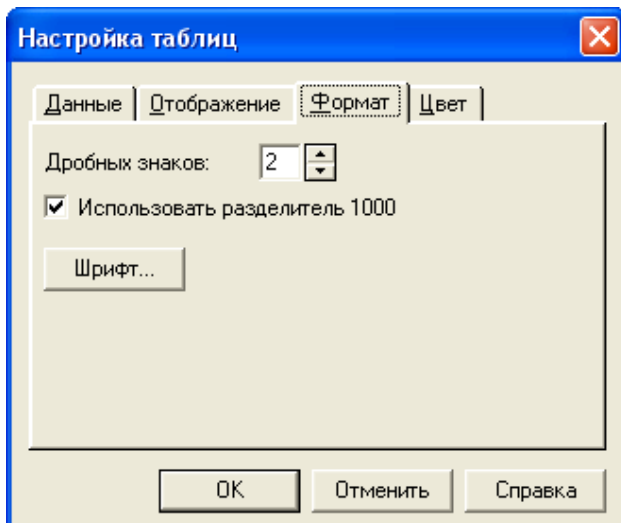 Настройка таблиц
Данные Отображение Формат Цвет
Дробных знаков: 2
Использовать разделитель 1000
Шрифт...
OK Отменить Справка